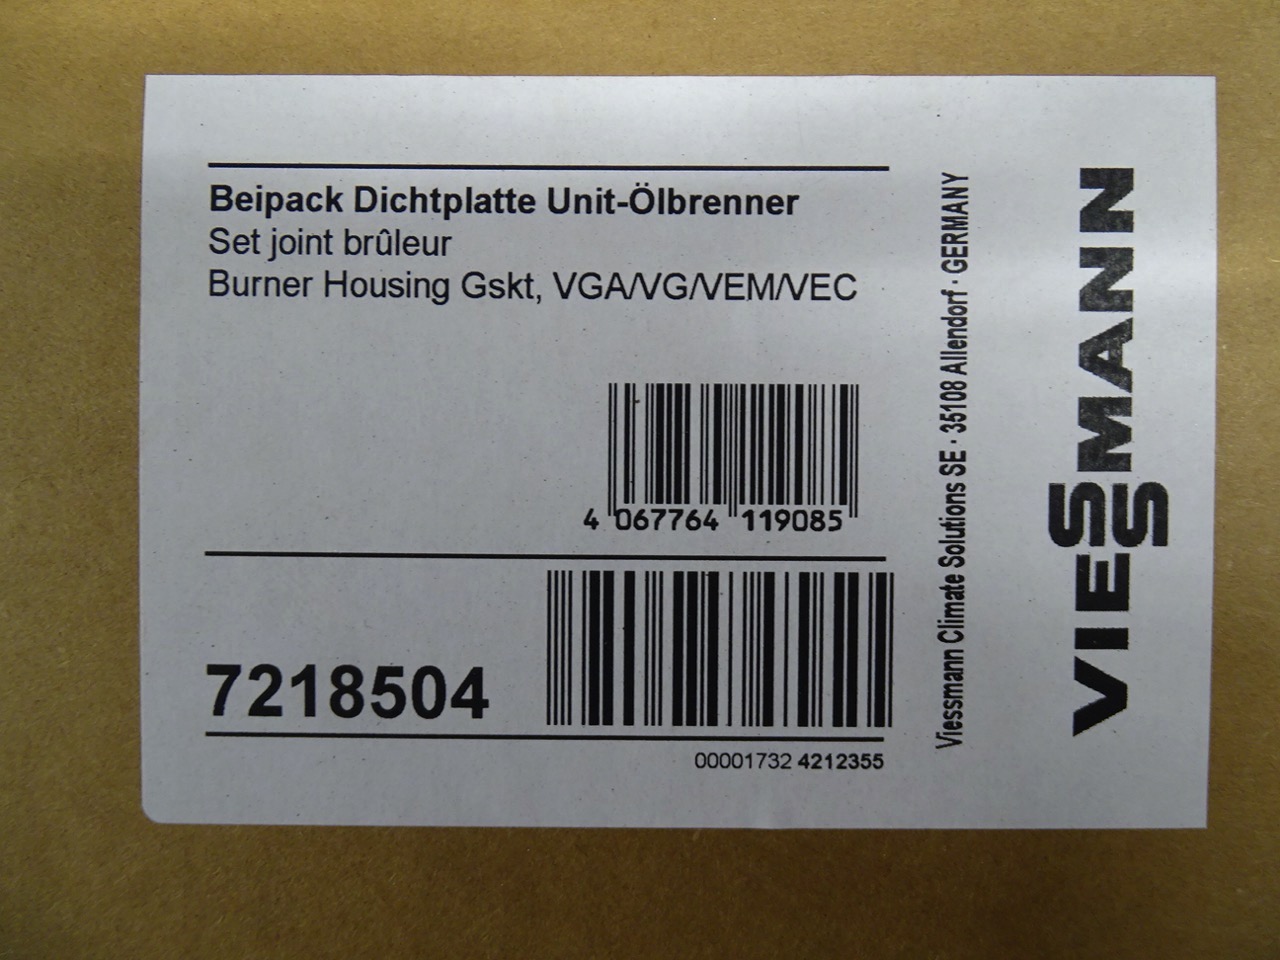 Beipack Dichtplatte Unit-Ölbrenner
Set joint brûleur
Burner Housing Gskt, VGA/VG/VEM/VEC
4 067764 119085
7218504
00001732 4212355
Viessmann Climate Solutions SE · 35108 Allendorf · GERMANY
VIESSMANN